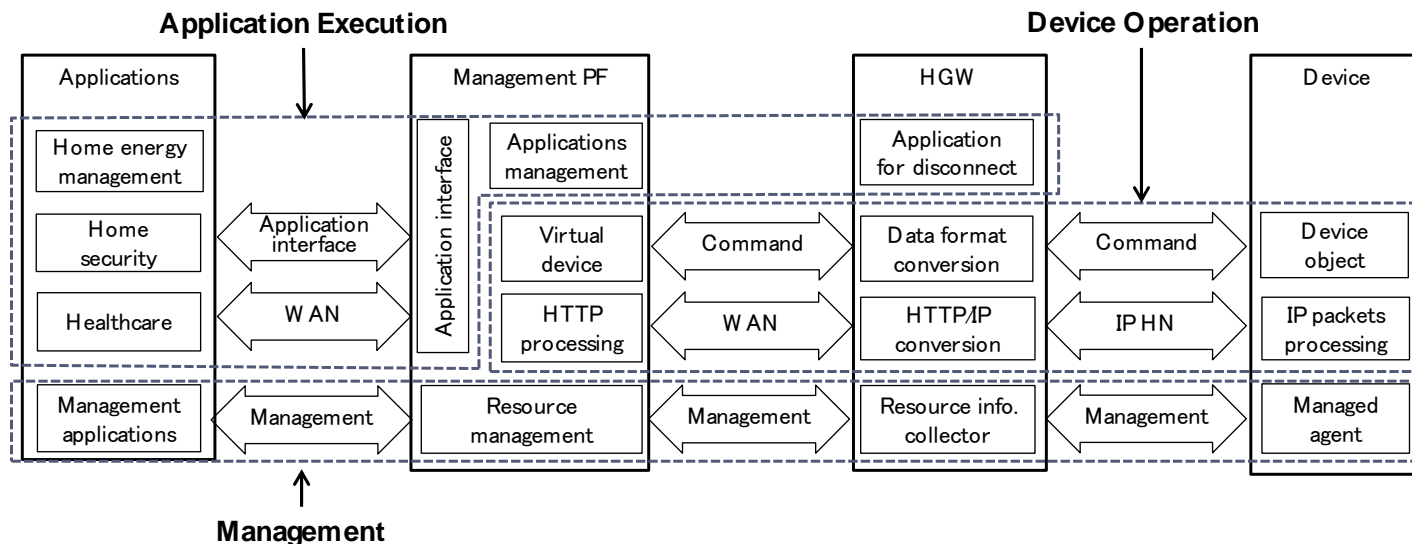 Application Execution
Device Operation
Applications
Management PF
HGW
Device
Home energy
management
Home
security
Healthcare
Management
applications
Application
interface
WAN
Management
Application interface
Applications
management
Virtual
device
HTTP
processing
Resource
management
Command
WAN
Management
Application
for disconnect
Data format
conversion
HTTP/IP
conversion
Resource info.
collector
Command
IP HN
Management
Device
object
IP packets
processing
Managed
agent
Management